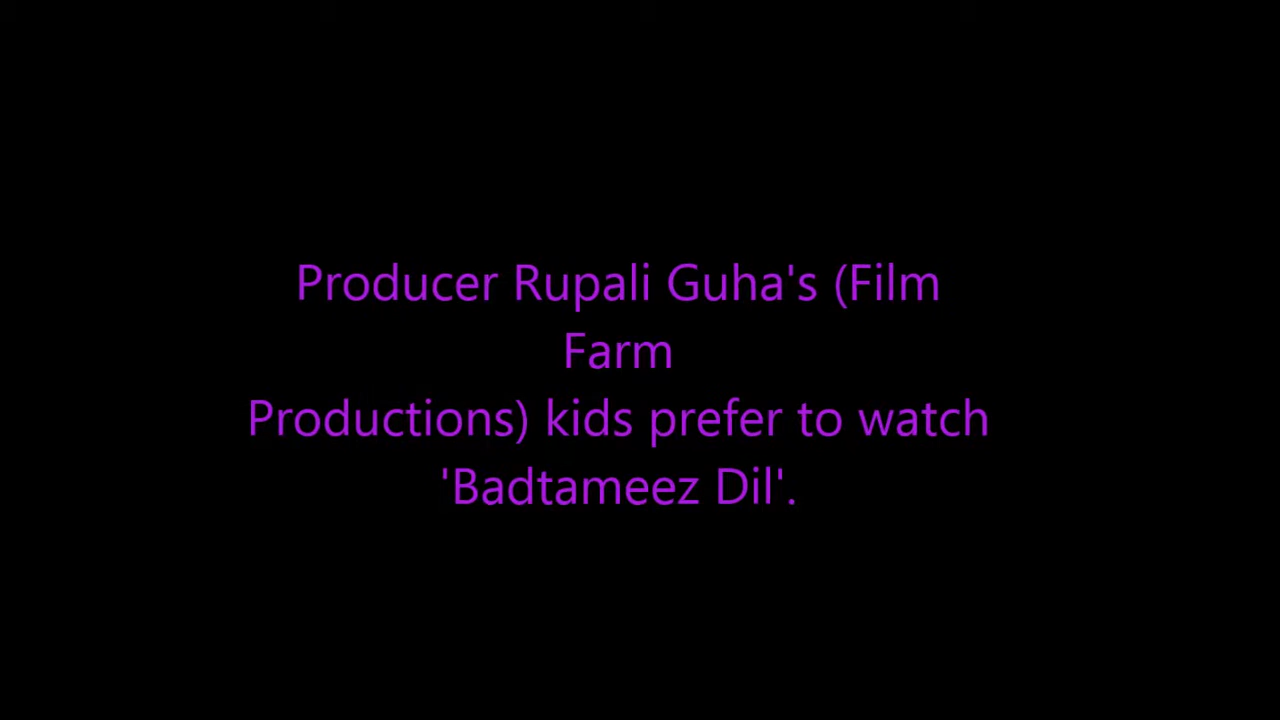 Producer Rupali Guha's (Film
Farm
Productions) kids prefer to watch
'Badtameez Dil'.